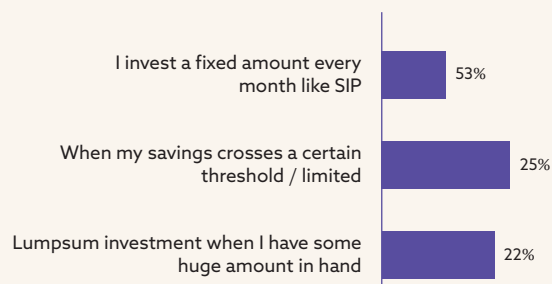 I invest a fixed amount every
month like SIP
53%
When my savings crosses a certain
threshold / limited
25%
Lumpsum investment when I have some
huge amount in hand
22%